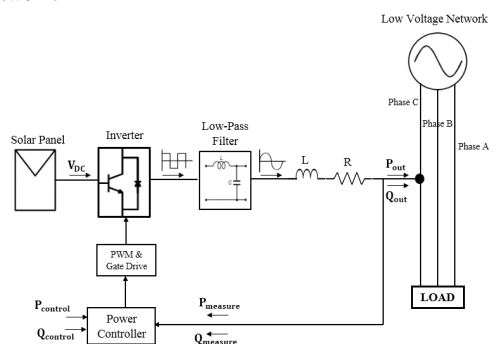 Low Voltage Network
Phase C
Phase B
Phase A
Solar Panel
Inverter
Low-Pass
Filter
V_DC
L
C
L
R
P_out
Q_out
PWM &
Gate Drive
LOAD
P_control
Q_control
Power
Controller
P_measure
Q_measure